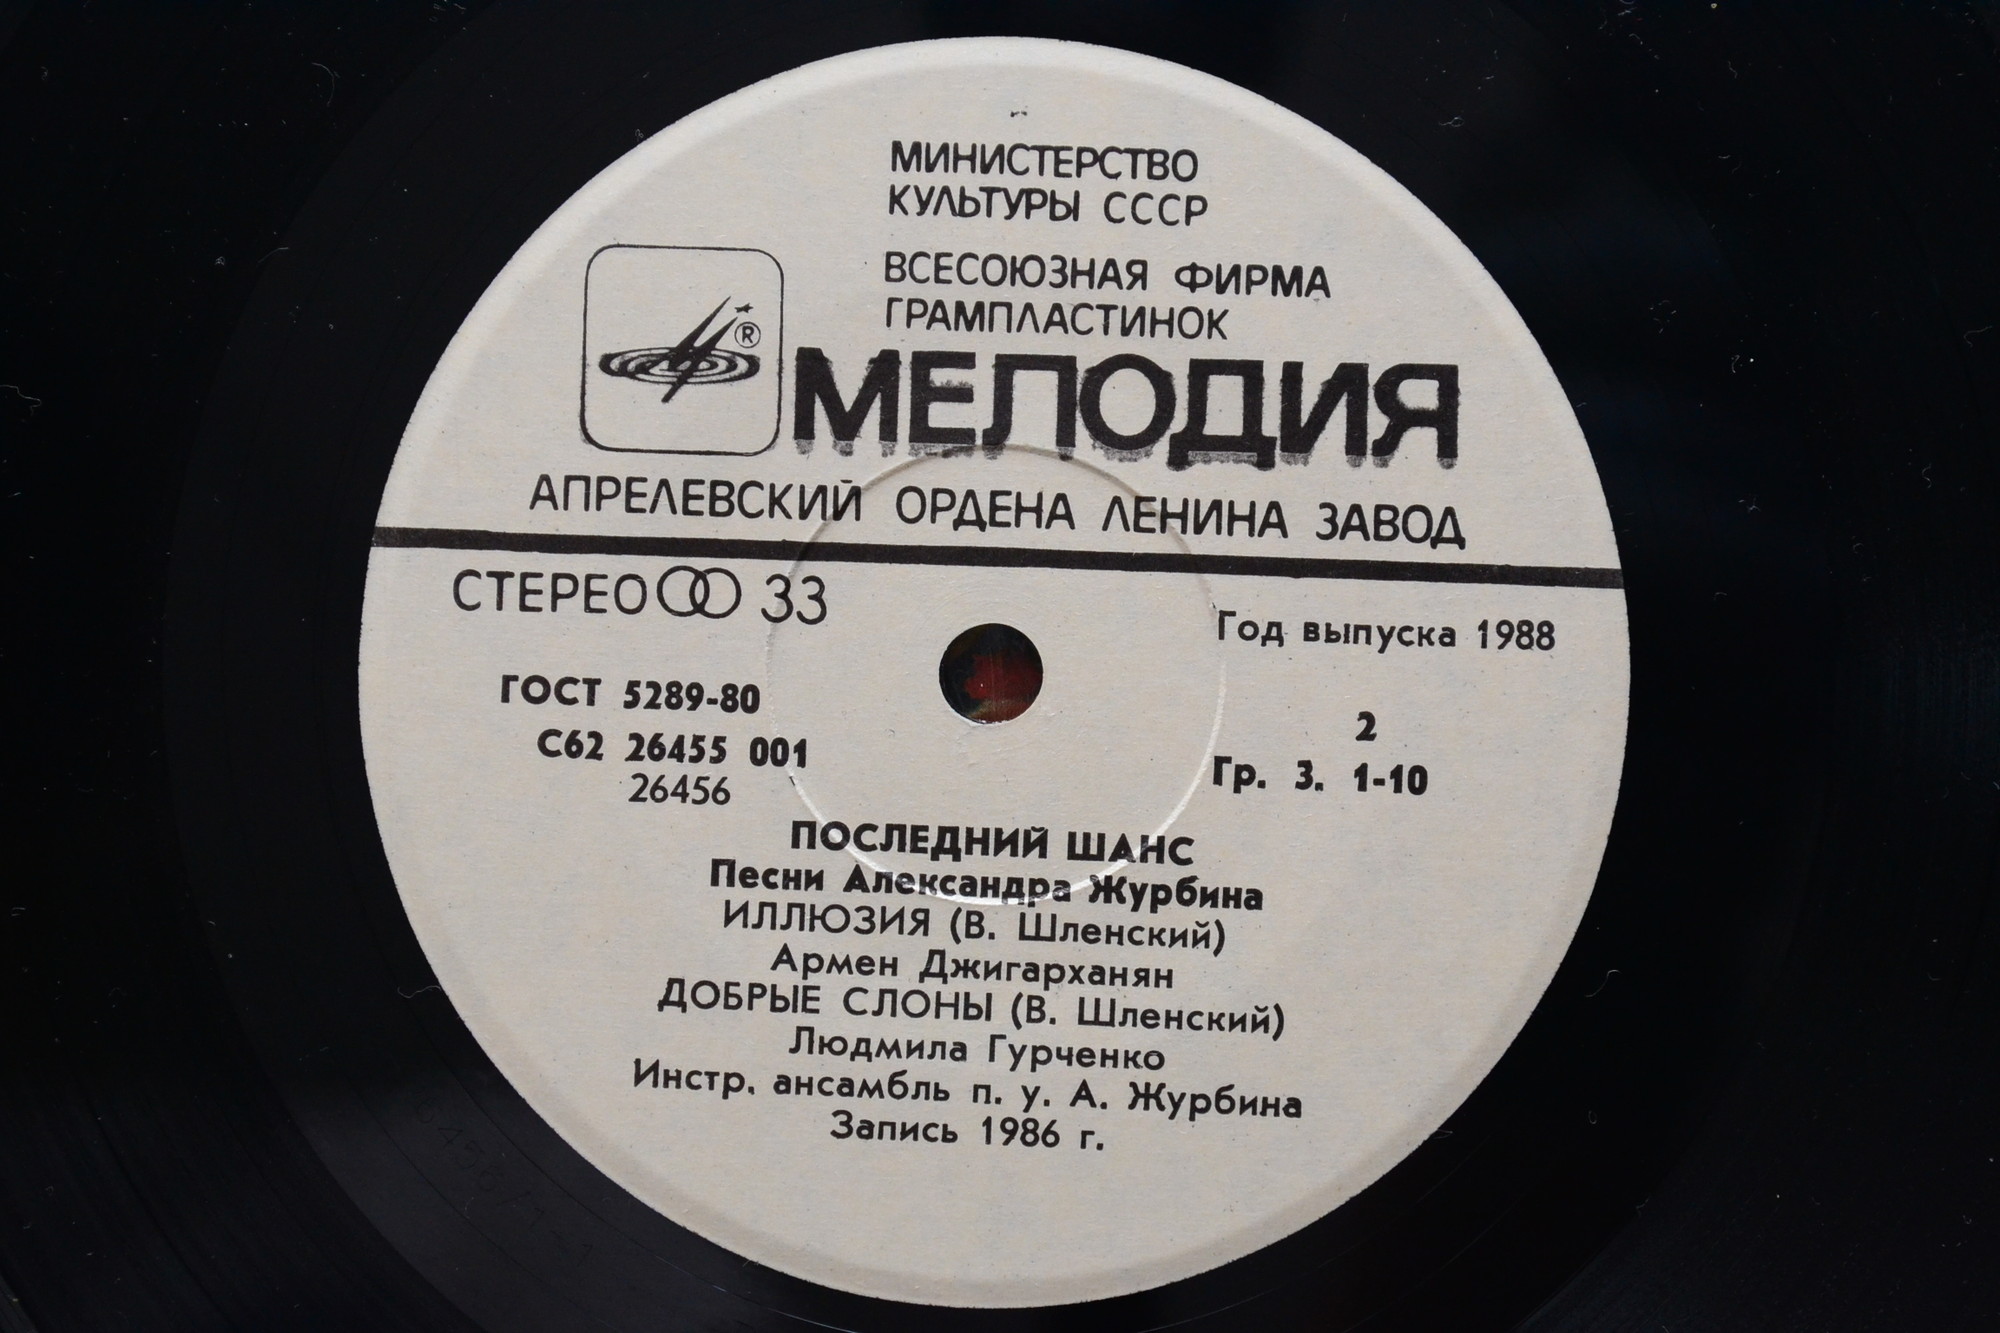 МИНИСТЕРСТВО
КУЛЬТУРЫ СССР
ВСЕСОЮЗНАЯ ФИРМА
ГРАМПЛАСТИНОК
®
МЕЛОДИЯ
АПРЕЛЕВСКИЙ ОРДЕНА ЛЕНИНА ЗАВОД
СТЕРЕО 33
Год выпуска 1988
ГОСТ 5289-80
С62 26455 001
26456
2
Гр. 3. 1-10
ПОСЛЕДНИЙ ШАНС
Песни Александра Журбина
ИЛЛЮЗИЯ (В. Шленский)
Армен Джигарханян
ДОБРЫЕ СЛОНЫ (В. Шленский)
Людмила Гурченко
Инстр. ансамбль п. у. А. Журбина
Запись 1986 г.